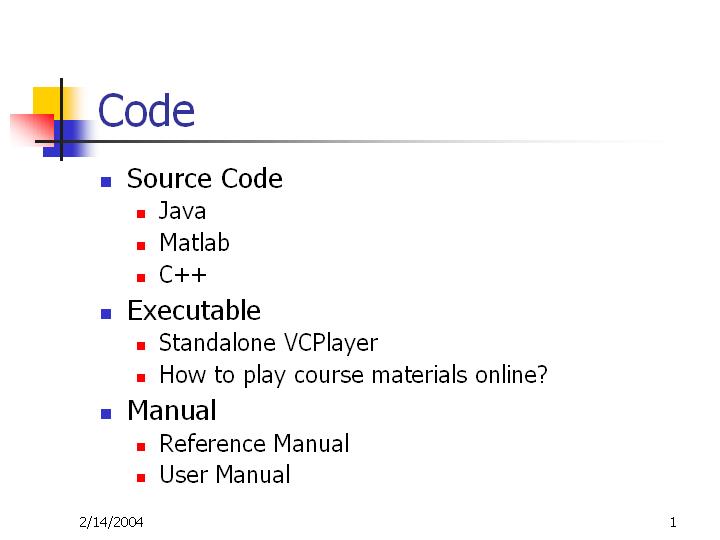 Code
Source Code
Java
Matlab
C++
Executable
Standalone VCPlayer
How to play course materials online?
Manual
Reference Manual
User Manual
2/14/2004
1